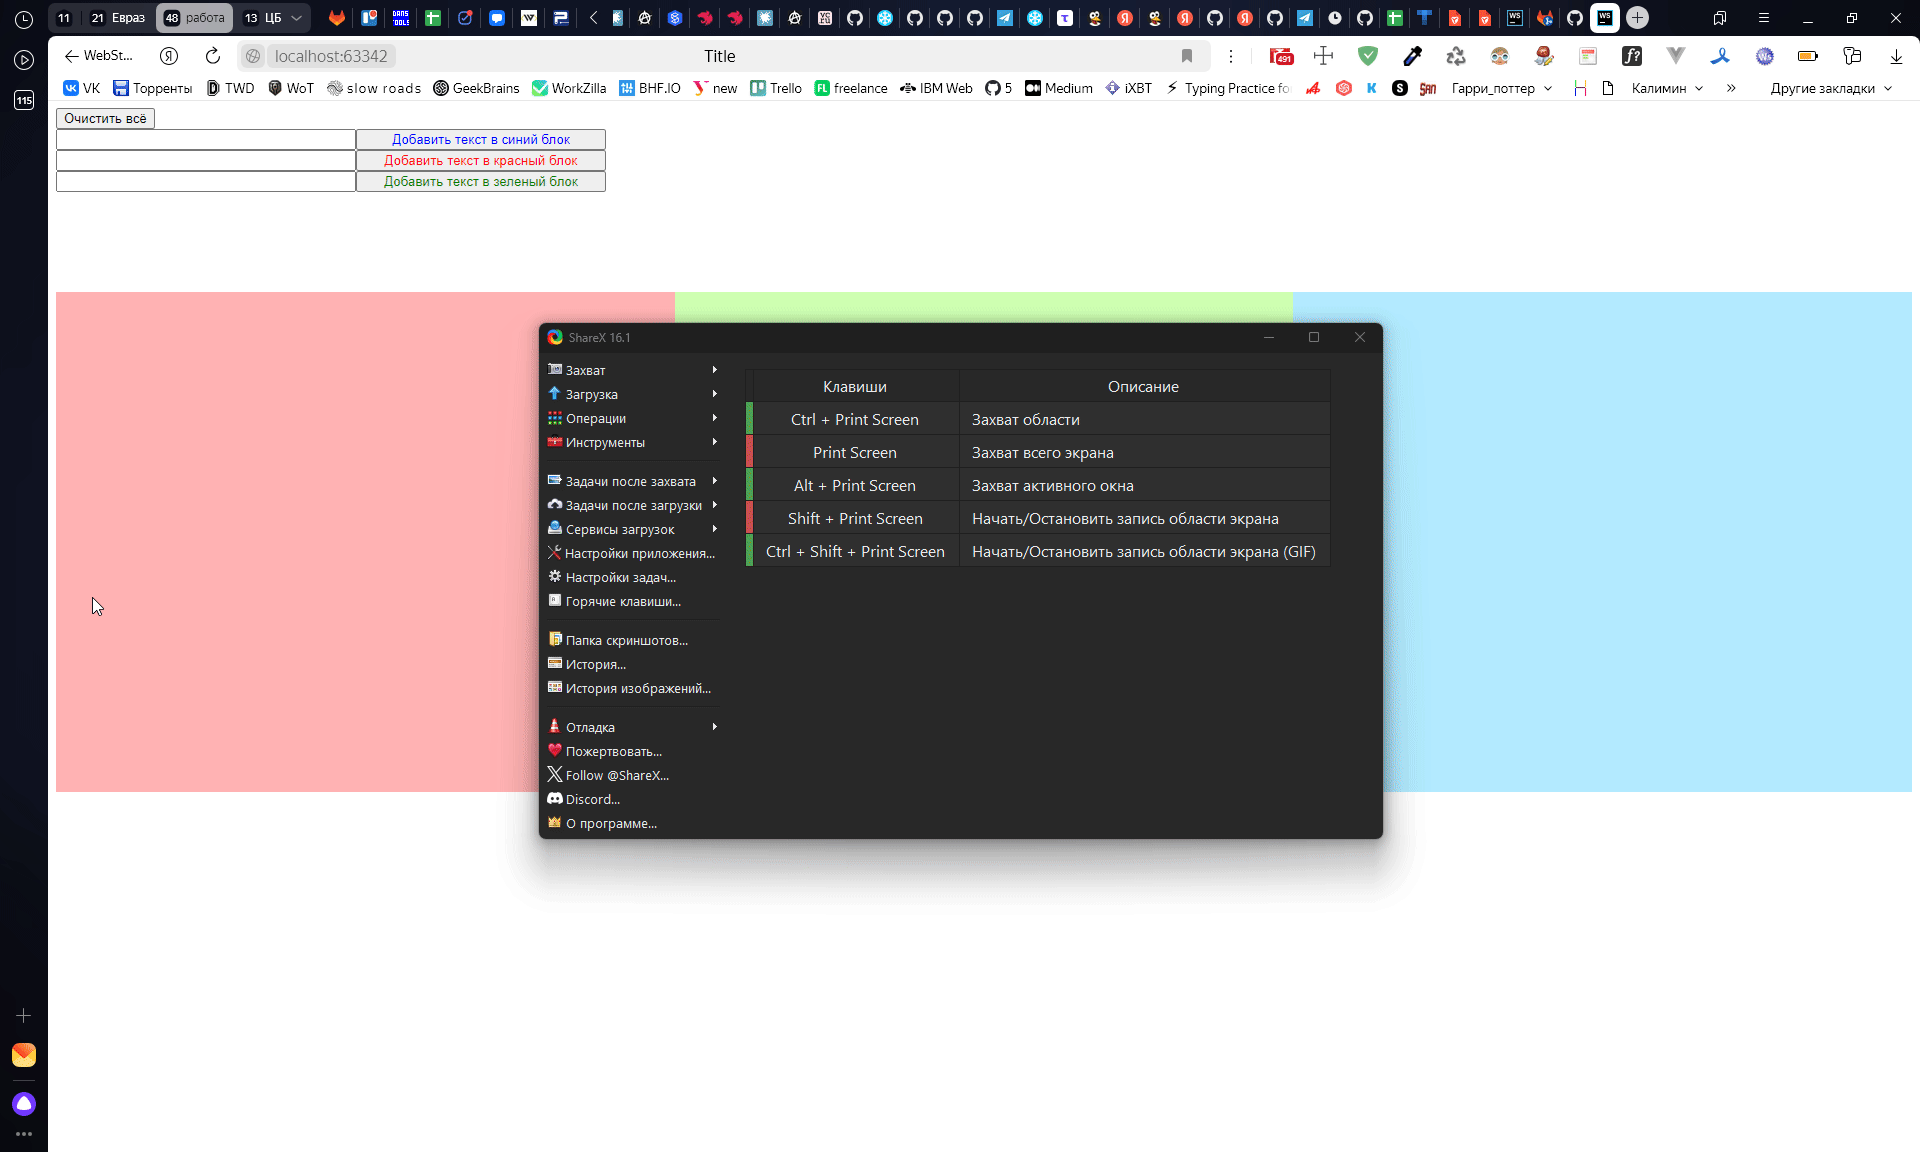 11
21 Евраз
48 работа
13 ЦБ
DANS TOOLS
WS
WS
WebSt...
localhost:63342
Title
491
f?
115
VK
Торренты
TWD
WoT
slow roads
GeekBrains
WorkZilla
BHF.IO
new
Trello
FL freelance
IBM Web
5
Medium
iXBT
Typing Practice fo
K
S
Гарри_поттер
Калимин
»
Другие закладки
Очистить всё
Добавить текст в синий блок
Добавить текст в красный блок
Добавить текст в зеленый блок
ShareX 16.1
Захват
Загрузка
Операции
Инструменты
Задачи после захвата
Задачи после загрузки
Сервисы загрузок
Настройки приложения...
Настройки задач...
Горячие клавиши...
Папка скриншотов...
История...
История изображений...
Отладка
Пожертвовать...
Follow @ShareX...
Discord...
О программе...
Клавиши Описание
Ctrl + Print Screen Захват области
Print Screen Захват всего экрана
Alt + Print Screen Захват активного окна
Shift + Print Screen Начать/Остановить запись области экрана
Ctrl + Shift + Print Screen Начать/Остановить запись области экрана (GIF)